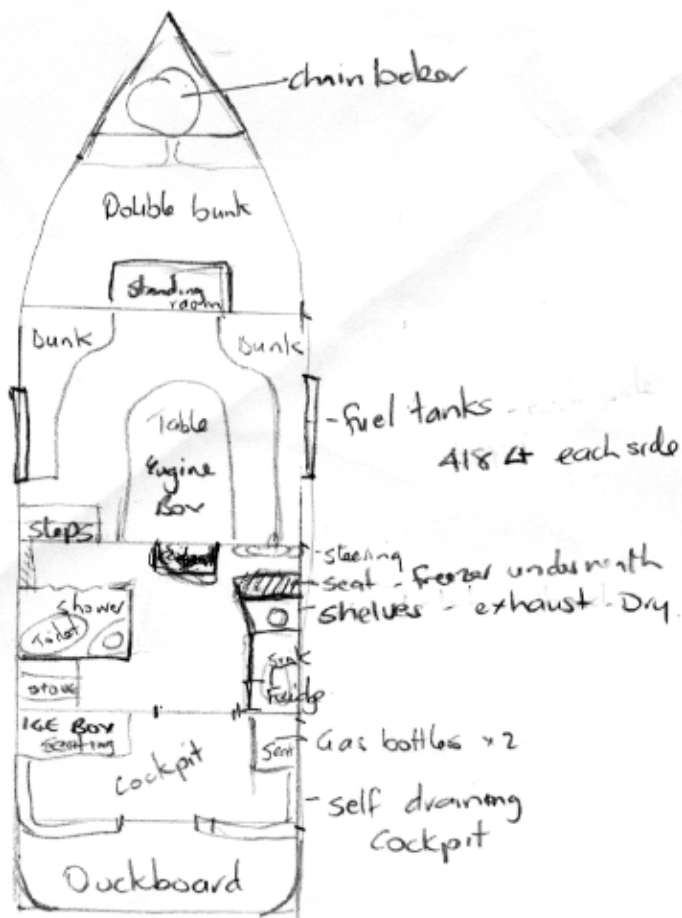 chain locker
Double bunk
Standing
room
Bunk
Bunk
Table
Engine
Box
- fuel tanks
418 L each side
steps
- steering
- seat - freezer underneath
shelves - exhaust - Dry
Shower
Toilet
stove
Sink
Fridge
ICE BOX
Seating
Cockpit
Seat
Gas bottles x 2
- self draining
Cockpit
Duckboard